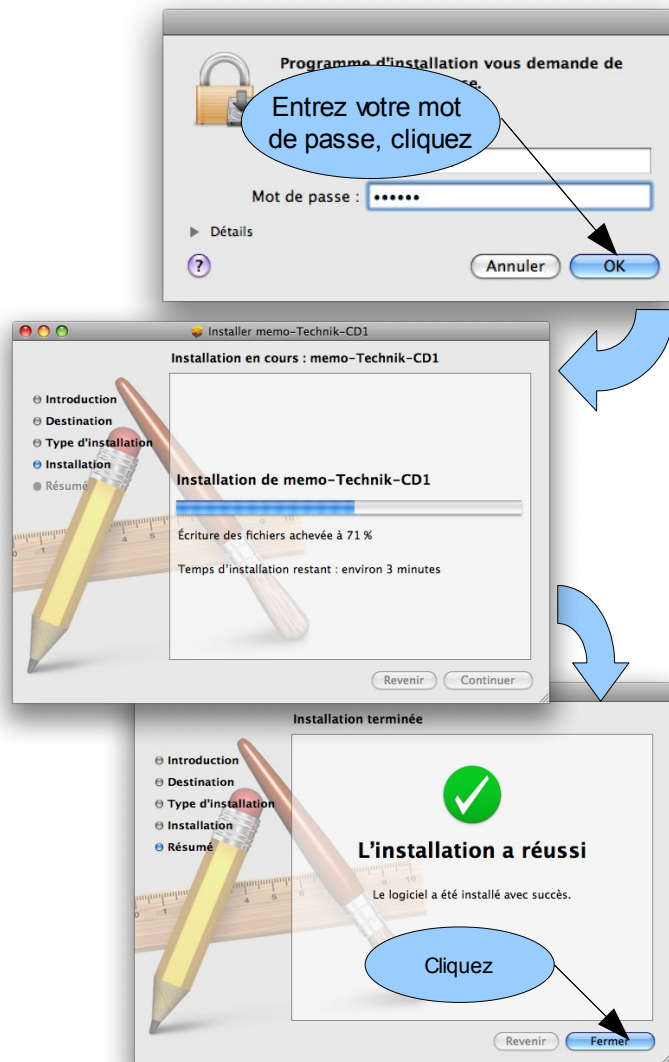 Programme d'installation vous demande de
se.
Entrez votre mot
de passe, cliquez
Mot de passe : ••••••
Détails
?
Annuler
OK
Installer memo-Technik-CD1
Installation en cours : memo-Technik-CD1
Introduction
Destination
Type d'installation
Installation
Résumé
Installation de memo-Technik-CD1
Écriture des fichiers achevée à 71 %
Temps d'installation restant : environ 3 minutes
Revenir
Continuer
Installation terminée
Introduction
Destination
Type d'installation
Installation
Résumé
L'installation a réussi
Le logiciel a été installé avec succès.
Cliquez
Revenir
Fermer